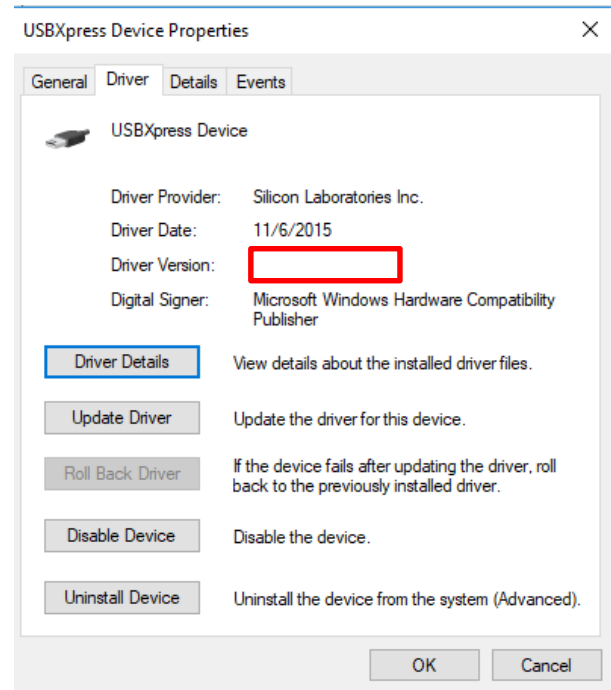 USBXpress Device Properties
General Driver Details Events
USBXpress Device
Driver Provider: Silicon Laboratories Inc.
Driver Date: 11/6/2015
Driver Version:
Digital Signer: Microsoft Windows Hardware Compatibility
Publisher
Driver Details View details about the installed driver files.
Update Driver Update the driver for this device.
Roll Back Driver If the device fails after updating the driver, roll
back to the previously installed driver.
Disable Device Disable the device.
Uninstall Device Uninstall the device from the system (Advanced).
OK Cancel